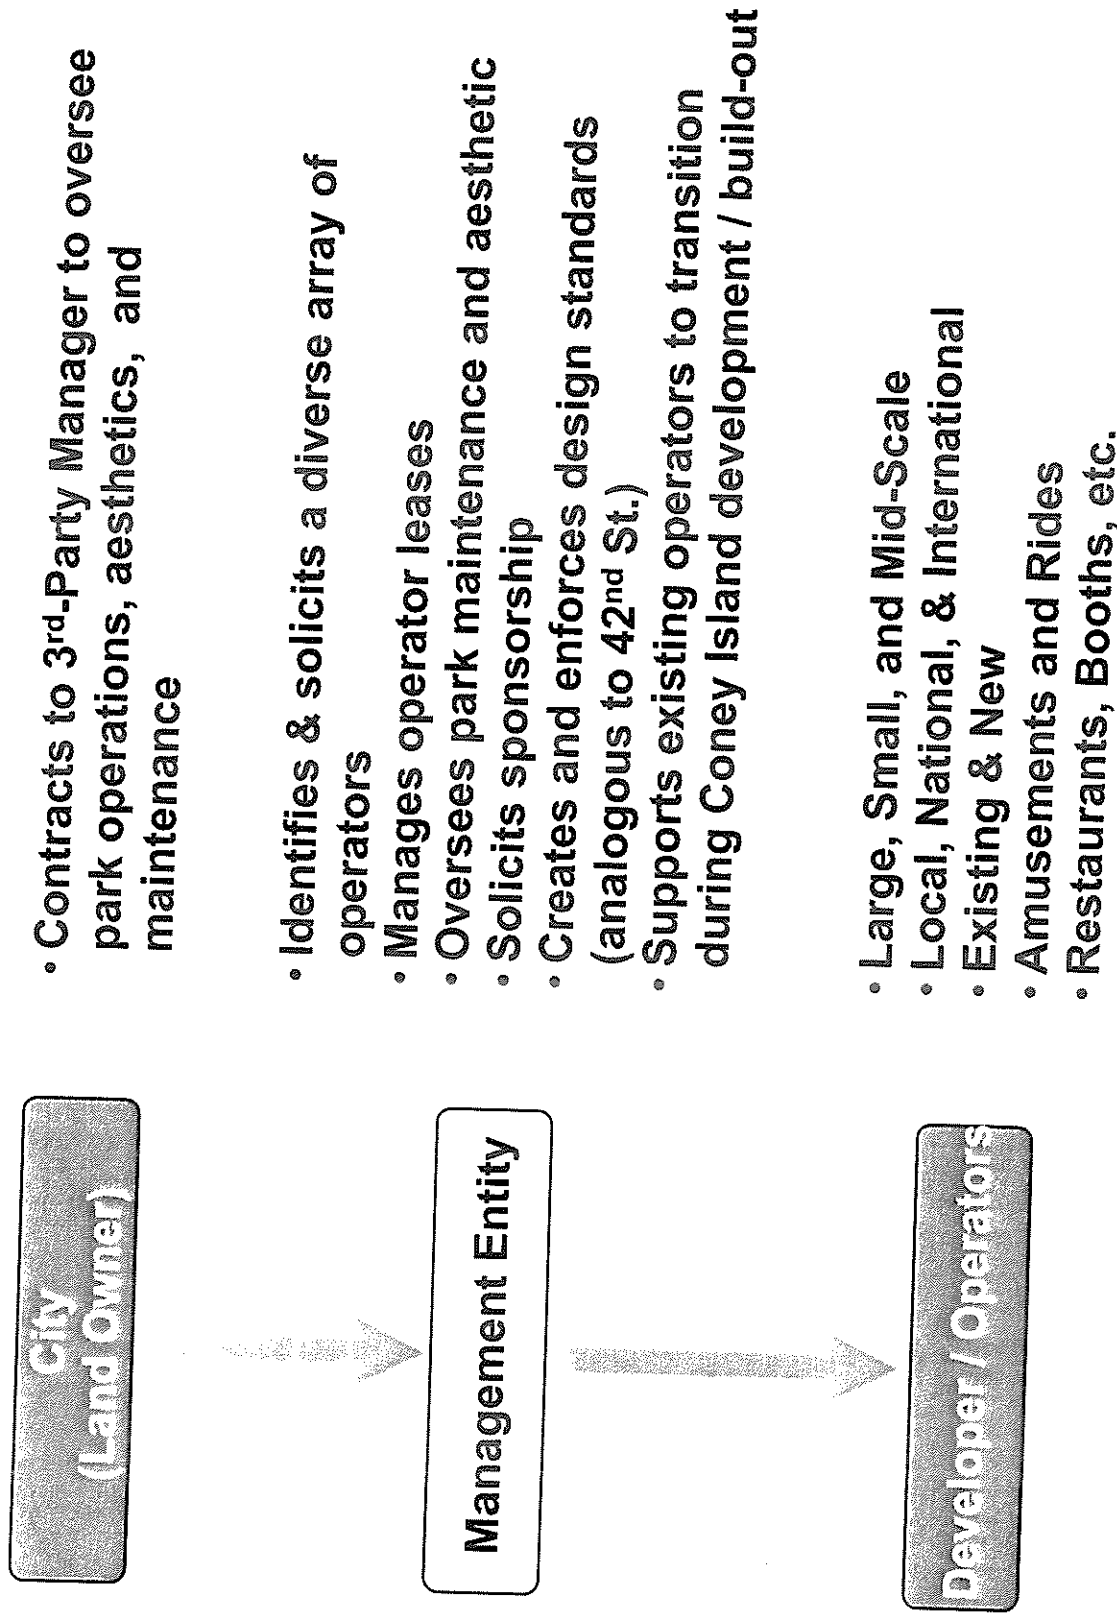 City
(Land Owner)
• Contracts to 3rd-Party Manager to oversee
park operations, aesthetics, and
maintenance
Management Entity
• Identifies & solicits a diverse array of
operators
• Manages operator leases
• Oversees park maintenance and aesthetic
• Solicits sponsorship
• Creates and enforces design standards
(analogous to 42nd St.)
• Supports existing operators to transition
during Coney Island development / build-out
Developer / Operators
• Large, Small, and Mid-Scale
• Local, National, & International
• Existing & New
• Amusements and Rides
• Restaurants, Booths, etc.